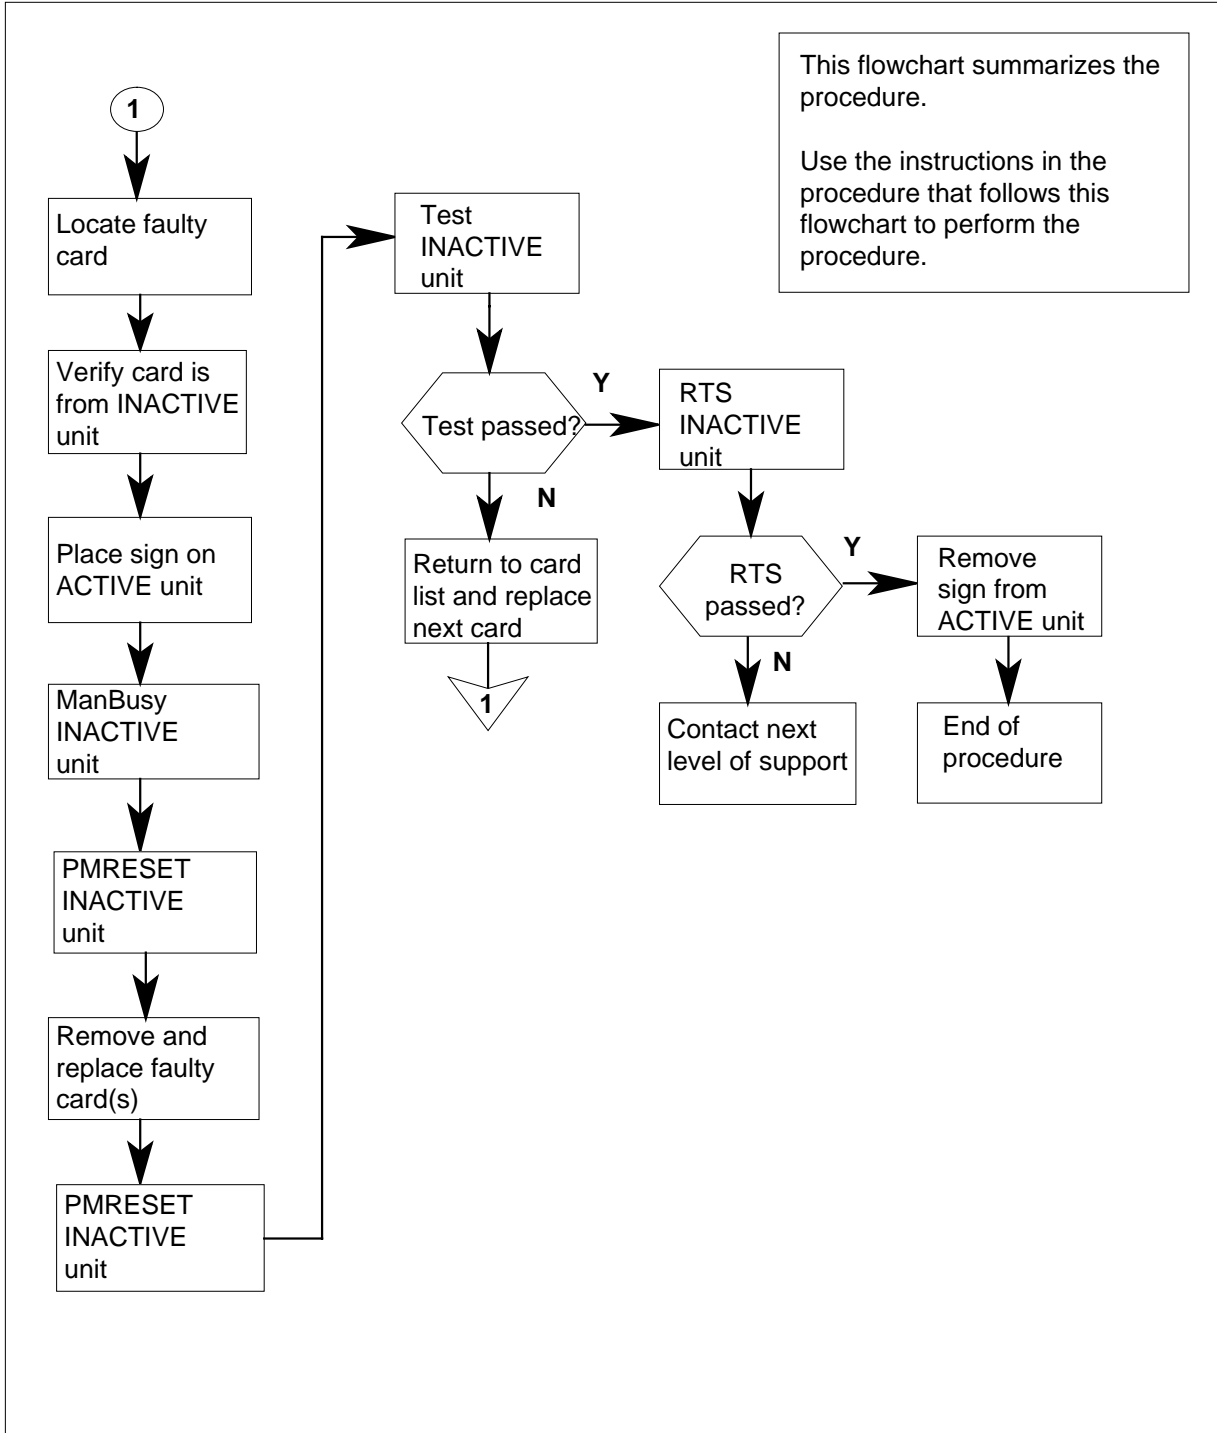 1
Locate faulty
card
Verify card is
from INACTIVE
unit
Place sign on
ACTIVE unit
ManBusy
INACTIVE
unit
PMRESET
INACTIVE
unit
Remove and
replace faulty
card(s)
PMRESET
INACTIVE
unit
Test
INACTIVE
unit
Test passed?
Y
N
Return to card
list and replace
next card
1
RTS
INACTIVE
unit
RTS
passed?
Y
N
Contact next
level of support
Remove
sign from
ACTIVE unit
End of
procedure
This flowchart summarizes the
procedure.
Use the instructions in the
procedure that follows this
flowchart to perform the
procedure.